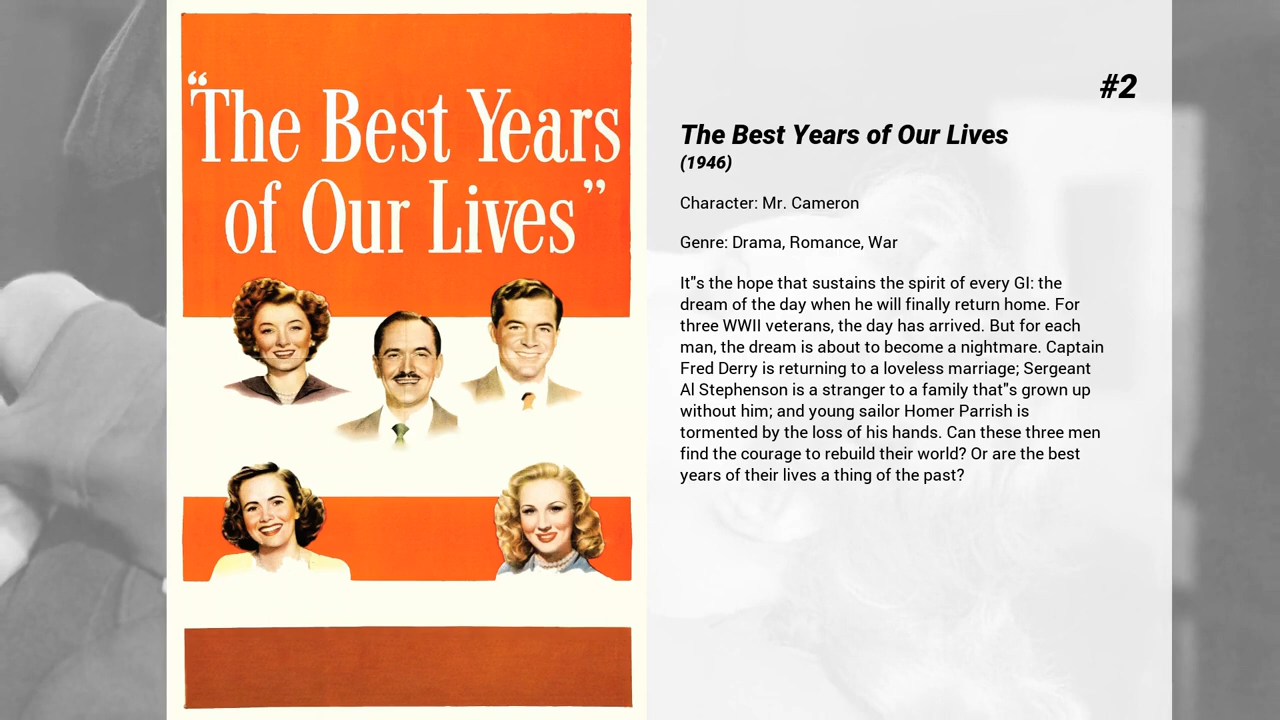 “The Best Years
of Our Lives”
#2
The Best Years of Our Lives
(1946)
Character: Mr. Cameron
Genre: Drama, Romance, War
It"s the hope that sustains the spirit of every GI: the
dream of the day when he will finally return home. For
three WWII veterans, the day has arrived. But for each
man, the dream is about to become a nightmare. Captain
Fred Derry is returning to a loveless marriage; Sergeant
Al Stephenson is a stranger to a family that"s grown up
without him; and young sailor Homer Parrish is
tormented by the loss of his hands. Can these three men
find the courage to rebuild their world? Or are the best
years of their lives a thing of the past?